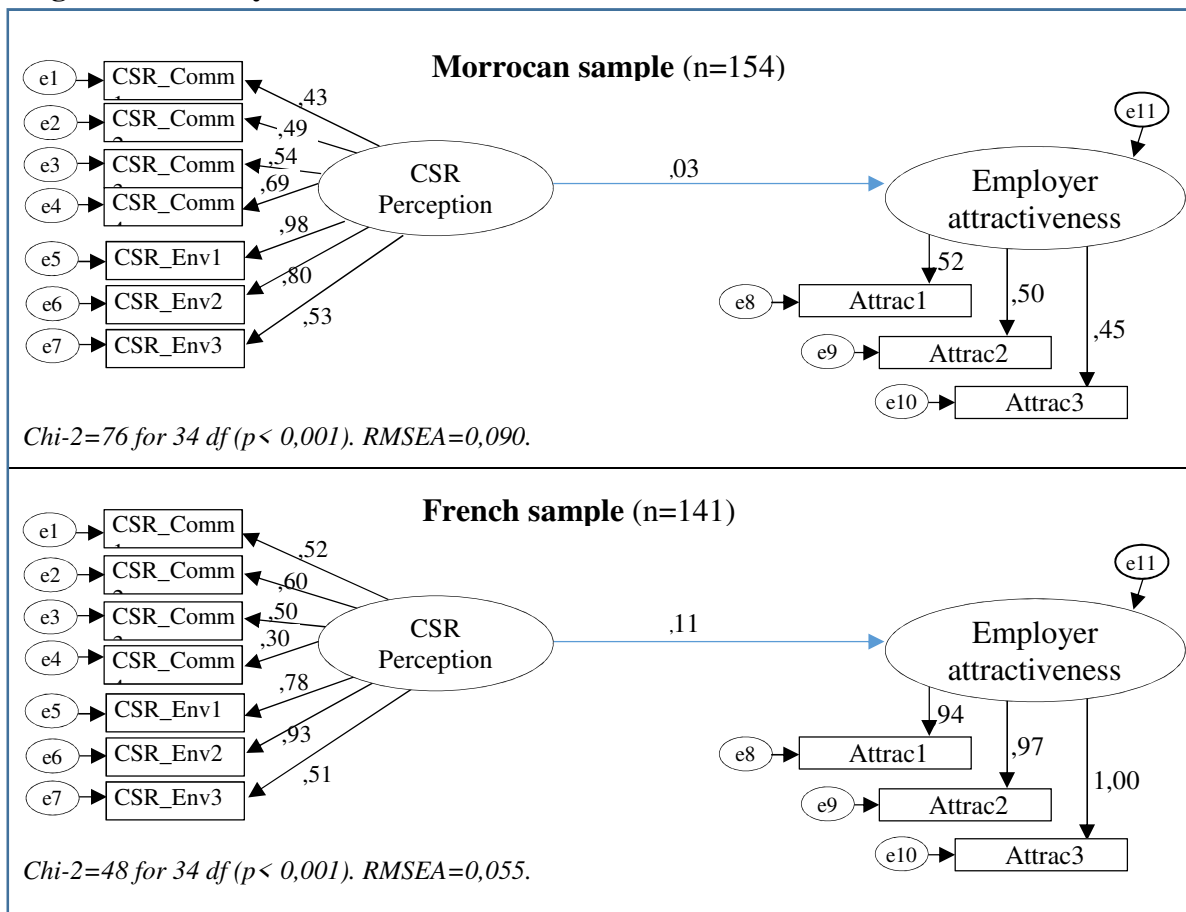 Morrocan sample (n=154)
e1
CSR_Comm
,43
e2
CSR_Comm
,49
e3
CSR_Comm
,54
e4
CSR_Comm
,69
e5
CSR_Env1
,98
e6
CSR_Env2
,80
e7
CSR_Env3
,53
CSR
Perception
,03
Employer
attractiveness
e11
,52
e8
Attrac1
,50
e9
Attrac2
,45
e10
Attrac3
Chi-2=76 for 34 df (p< 0,001). RMSEA=0,090.
French sample (n=141)
e1
CSR_Comm
,52
e2
CSR_Comm
,60
e3
CSR_Comm
,50
e4
CSR_Comm
,30
e5
CSR_Env1
,78
e6
CSR_Env2
,93
e7
CSR_Env3
,51
CSR
Perception
,11
Employer
attractiveness
e11
,94
e8
Attrac1
,97
e9
Attrac2
1,00
e10
Attrac3
Chi-2=48 for 34 df (p< 0,001). RMSEA=0,055.